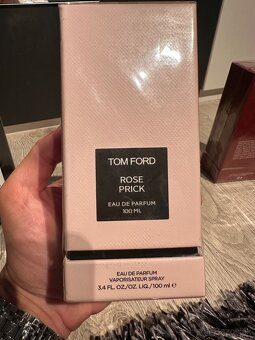 TOM FORD
ROSE
PRICK
EAU DE PARFUM
100 ML
EAU DE PARFUM
VAPORISATEUR SPRAY
3.4 FL. OZ./OZ. LIQ./100 ml ℮